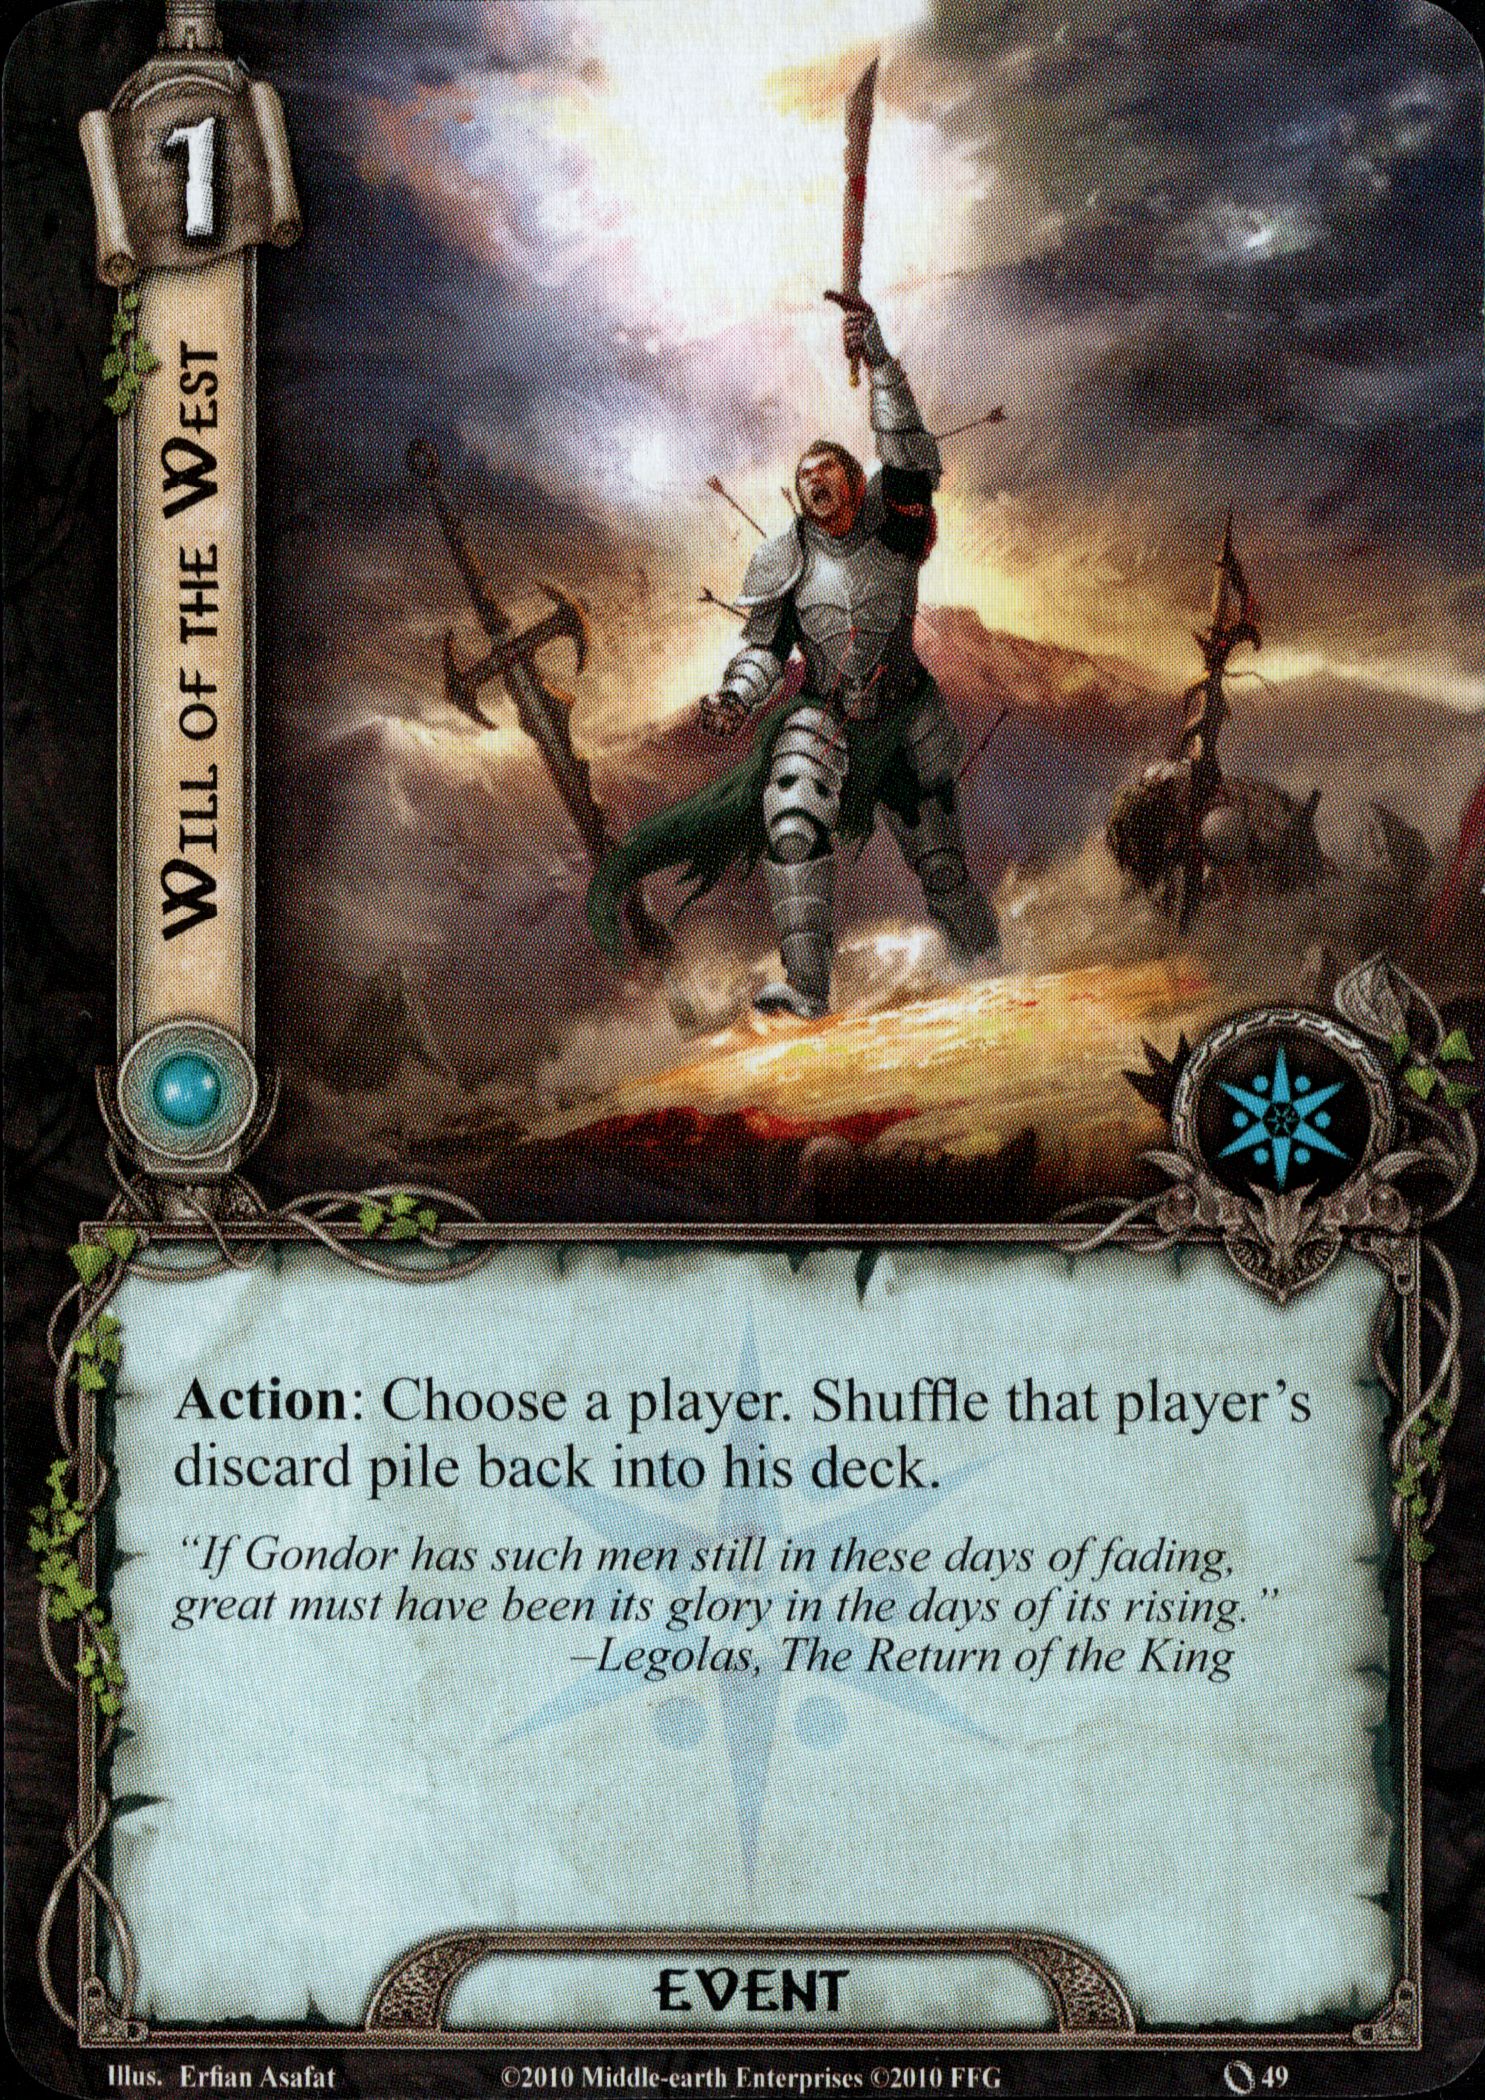 1
Will of the West
Action: Choose a player. Shuffle that player's
discard pile back into his deck.
“If Gondor has such men still in these days of fading,
great must have been its glory in the days of its rising.”
–Legolas, The Return of the King
EVENT
Illus. Erfian Asafat ©2010 Middle-earth Enterprises ©2010 FFG 49